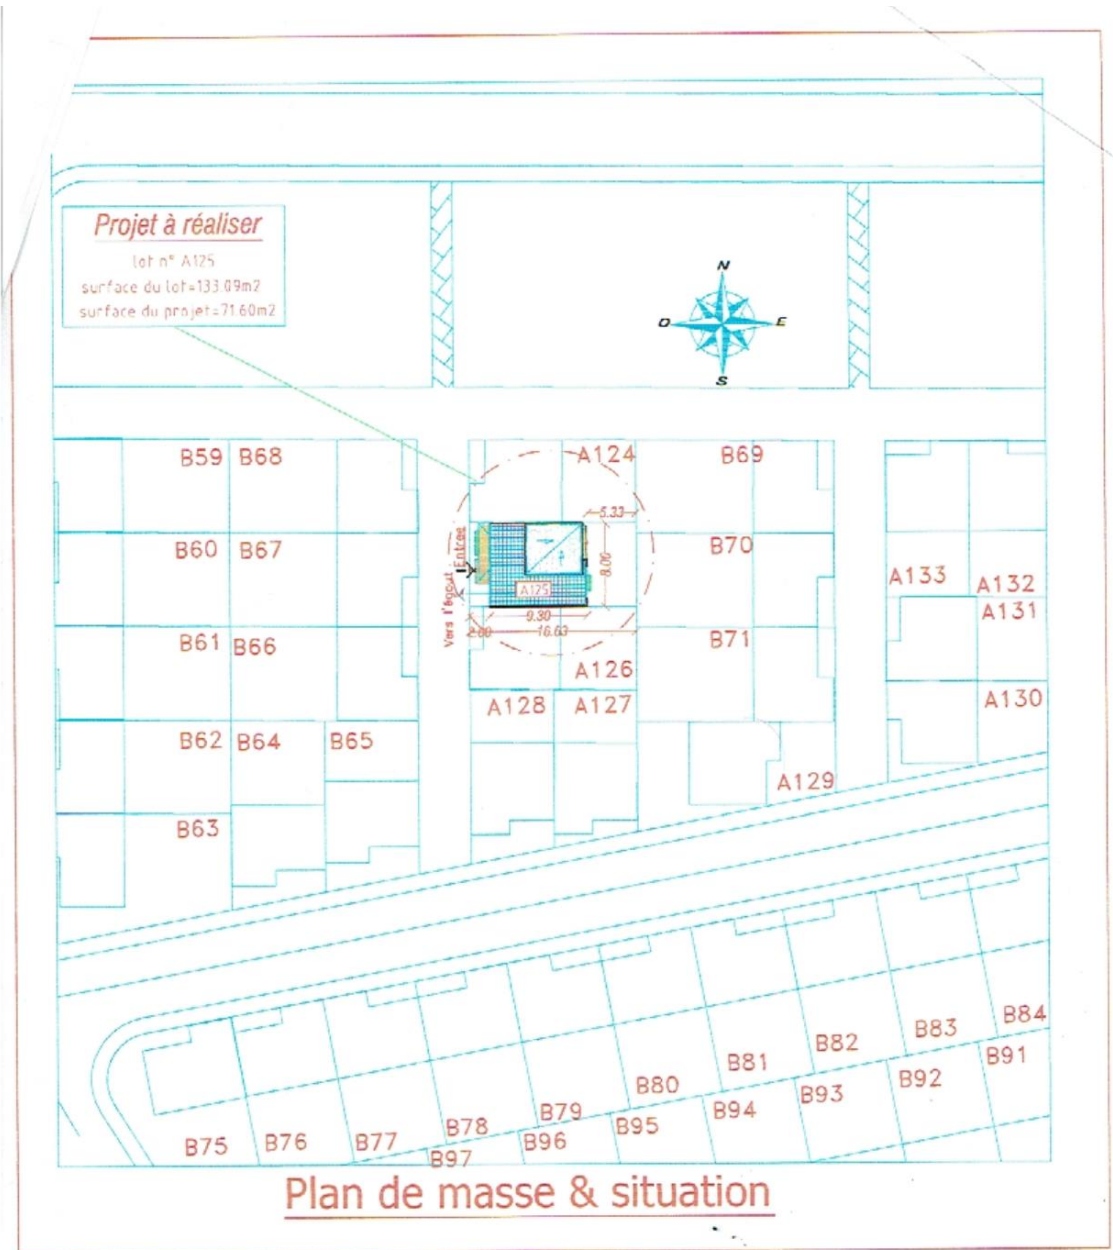 Projet à réaliser
lot n° A125
surface du lot=133.09m2
surface du projet=71.60m2
N
O
E
S
B59
B68
A124
B69
5.33
Entrée
B60
B67
B70
8.00
A133
A132
Vers l'égout
A125
A131
9.30
2.00
16.63
B61
B66
B71
A126
A130
A128
A127
B62
B64
B65
A129
B63
B84
B83
B82
B91
B81
B92
B80
B93
B79
B94
B78
B95
B75
B76
B77
B96
B97
Plan de masse & situation